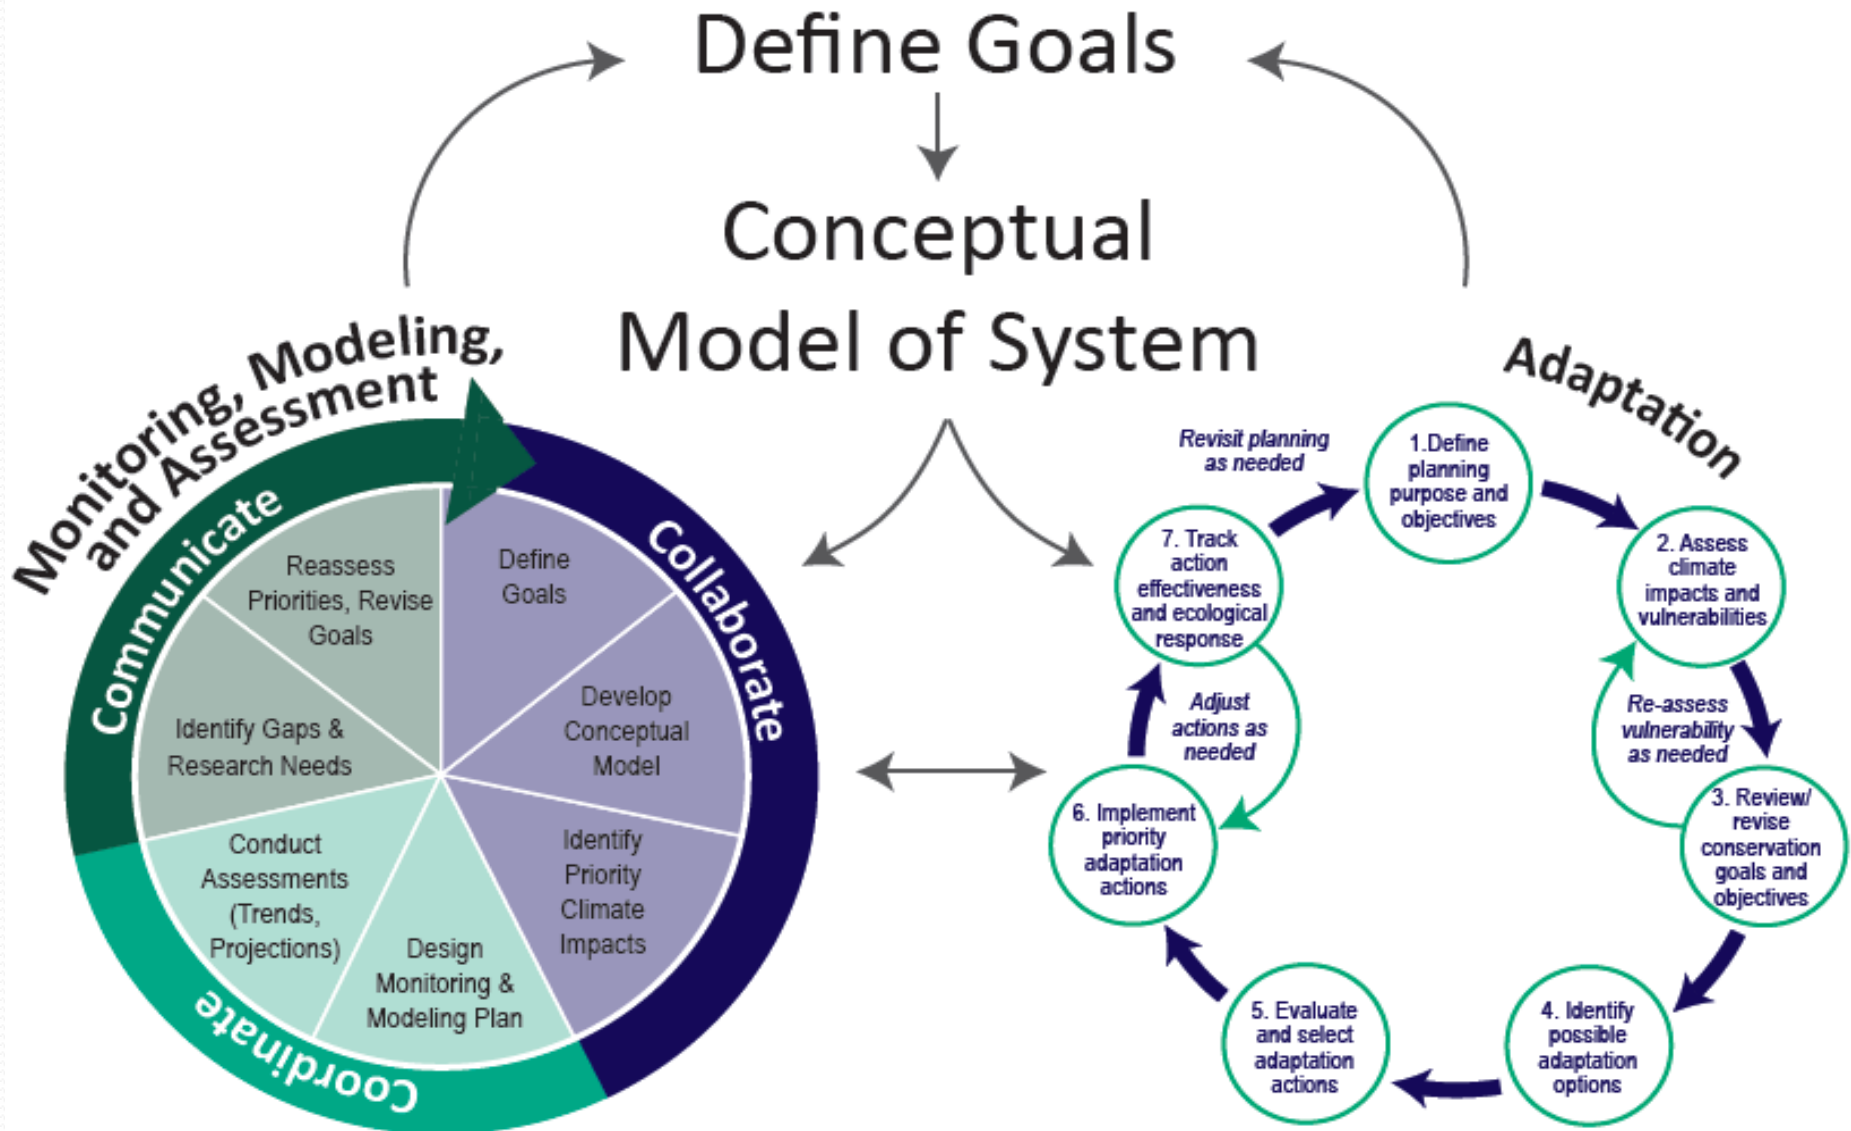 Define Goals
Conceptual
Model of System
Monitoring, Modeling,
and Assessment
Communicate
Collaborate
Coordinate
Define
Goals
Develop
Conceptual
Model
Identify
Priority
Climate
Impacts
Design
Monitoring &
Modeling Plan
Conduct
Assessments
(Trends,
Projections)
Identify Gaps &
Research Needs
Reassess
Priorities, Revise
Goals
Adaptation
1.Define
planning
purpose and
objectives
2. Assess
climate
impacts and
vulnerabilities
Re-assess
vulnerability
as needed
3. Review/
revise
conservation
goals and
objectives
4. Identify
possible
adaptation
options
5. Evaluate
and select
adaptation
actions
6. Implement
priority
adaptation
actions
Adjust
actions as
needed
7. Track
action
effectiveness
and ecological
response
Revisit planning
as needed